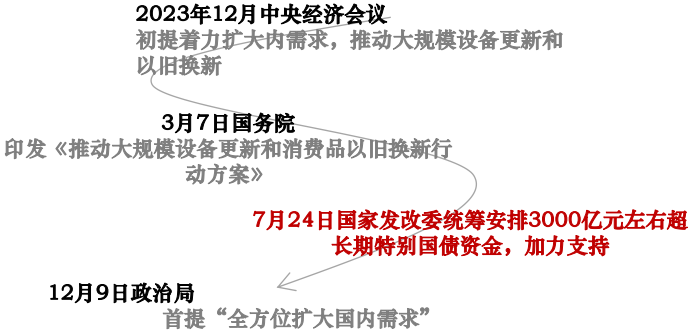 2023年12月中央经济会议
初提着力扩大内需求，推动大规模设备更新和
以旧换新
3月7日国务院
印发《推动大规模设备更新和消费品以旧换新行
动方案》
7月24日国家发改委统筹安排3000亿元左右超
长期特别国债资金，加力支持
12月9日政治局
首提“全方位扩大国内需求”